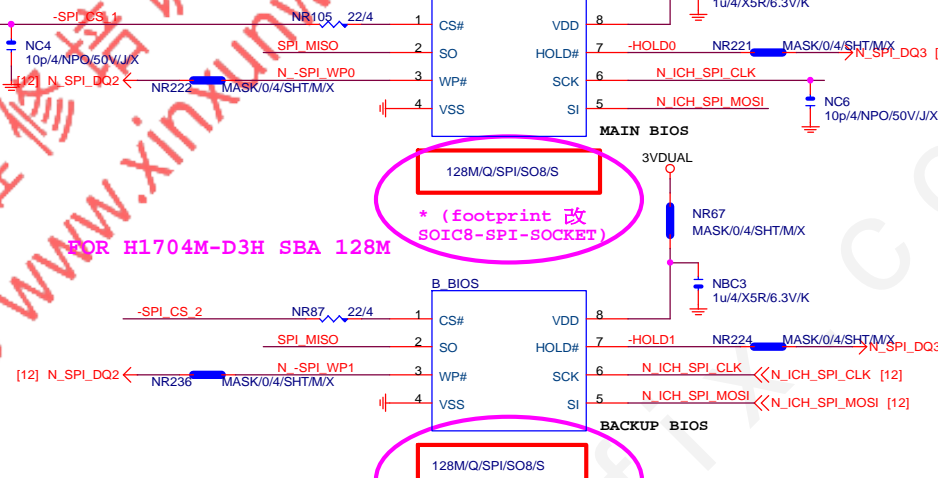 1u/4/X5R/6.3V/K
-SPI_CS_1 NR105 22/4 1 CS# VDD 8
NC4
10p/4/NPO/50V/J/X
SPI_MISO 2 SO HOLD# 7 -HOLD0 NR221 MASK/0/4/SHT/M/X N_SPI_DQ3 [
[12] N_SPI_DQ2 NR222 MASK/0/4/SHT/M/X N_-SPI_WP0 3 WP# SCK 6 N_ICH_SPI_CLK
4 VSS SI 5 N_ICH_SPI_MOSI
NC6
10p/4/NPO/50V/J/X
MAIN BIOS
128M/Q/SPI/SO8/S
3VDUAL
* (footprint 改
SOIC8-SPI-SOCKET)
NR67
MASK/0/4/SHT/M/X
FOR H1704M-D3H SBA 128M
B_BIOS
NBC3
1u/4/X5R/6.3V/K
-SPI_CS_2 NR87 22/4 1 CS# VDD 8
SPI_MISO 2 SO HOLD# 7 -HOLD1 NR224 MASK/0/4/SHT/M/X N_SPI_DQ3
[12] N_SPI_DQ2 NR236 MASK/0/4/SHT/M/X N_-SPI_WP1 3 WP# SCK 6 N_ICH_SPI_CLK N_ICH_SPI_CLK [12]
4 VSS SI 5 N_ICH_SPI_MOSI N_ICH_SPI_MOSI [12]
BACKUP BIOS
128M/Q/SPI/SO8/S
修培
www.xinxun